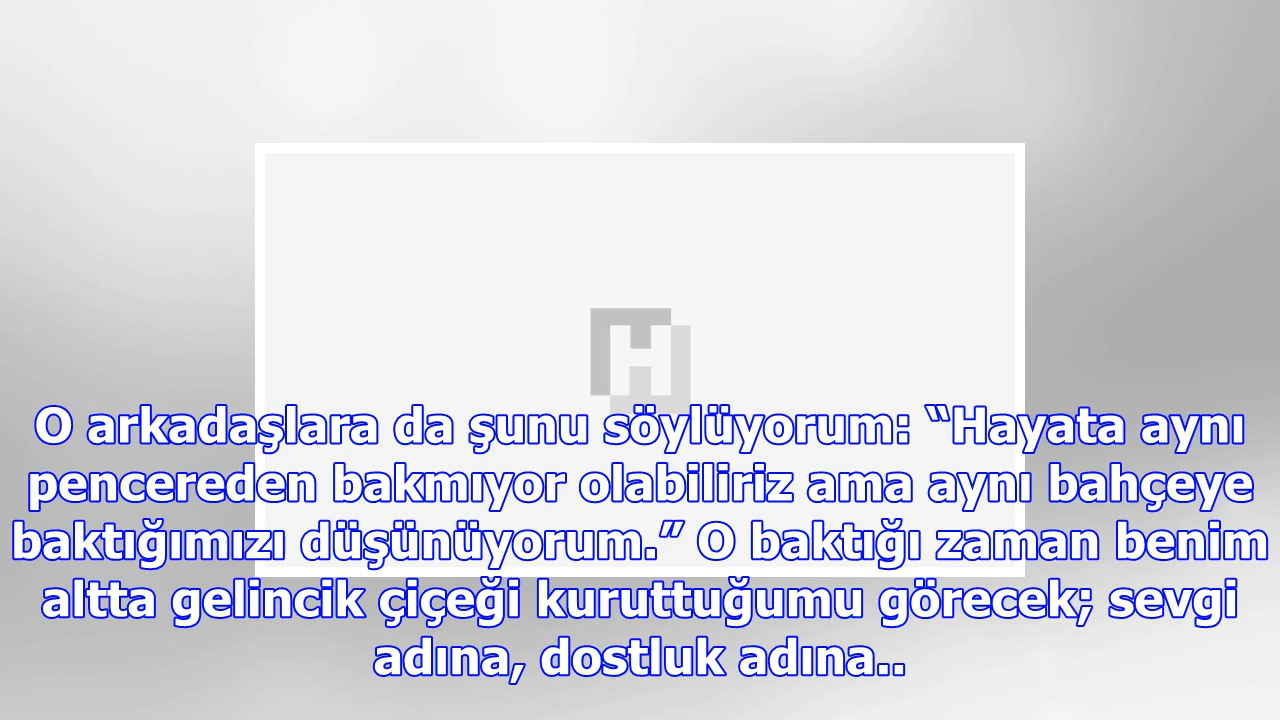 H
O arkadaşlara da şunu söylüyorum: “Hayata aynı
pencereden bakmıyor olabiliriz ama aynı bahçeye
baktığımızı düşünüyorum.” O baktığı zaman benim
altta gelincik çiçeği kuruttuğumu görecek; sevgi
adına, dostluk adına..